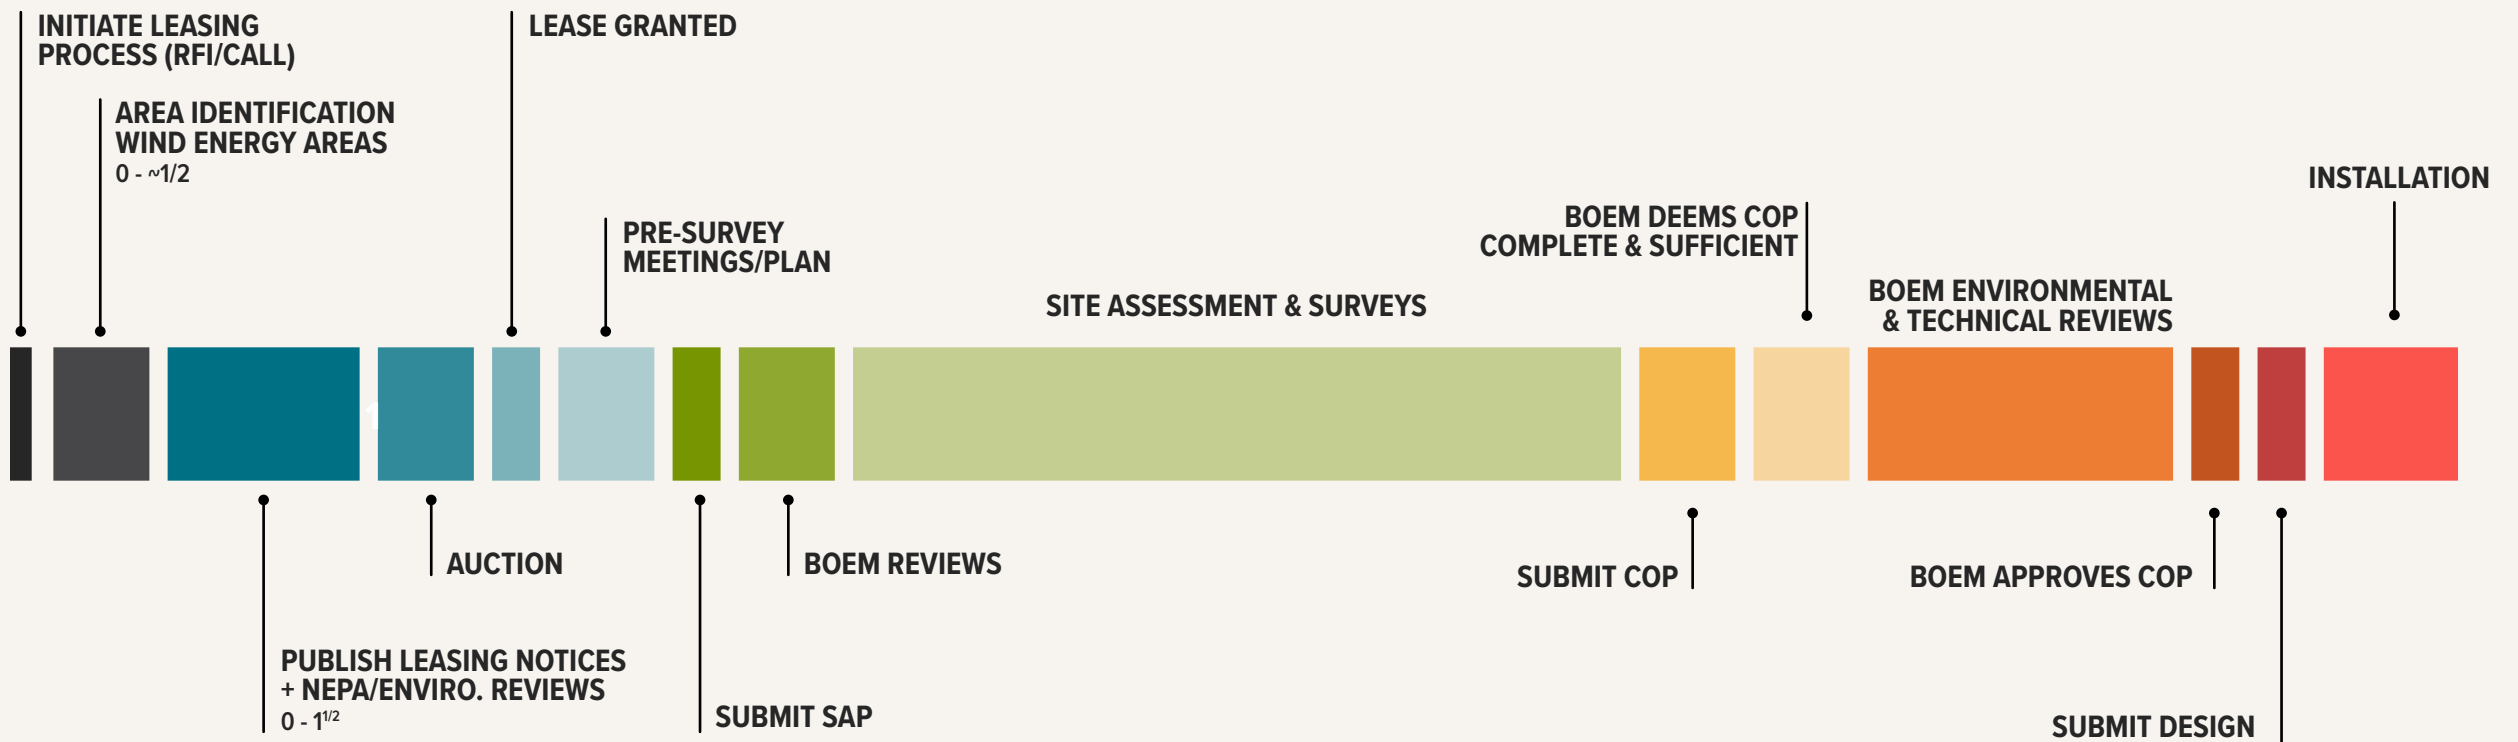 INITIATE LEASING
PROCESS (RFI/CALL)
AREA IDENTIFICATION
WIND ENERGY AREAS
0 - ~1/2
LEASE GRANTED
PRE-SURVEY
MEETINGS/PLAN
SITE ASSESSMENT & SURVEYS
BOEM DEEMS COP
COMPLETE & SUFFICIENT
BOEM ENVIRONMENTAL
& TECHNICAL REVIEWS
INSTALLATION
1
AUCTION
PUBLISH LEASING NOTICES
+ NEPA/ENVIRO. REVIEWS
0 - 1¹ᐟ²
SUBMIT SAP
BOEM REVIEWS
SUBMIT COP
BOEM APPROVES COP
SUBMIT DESIGN